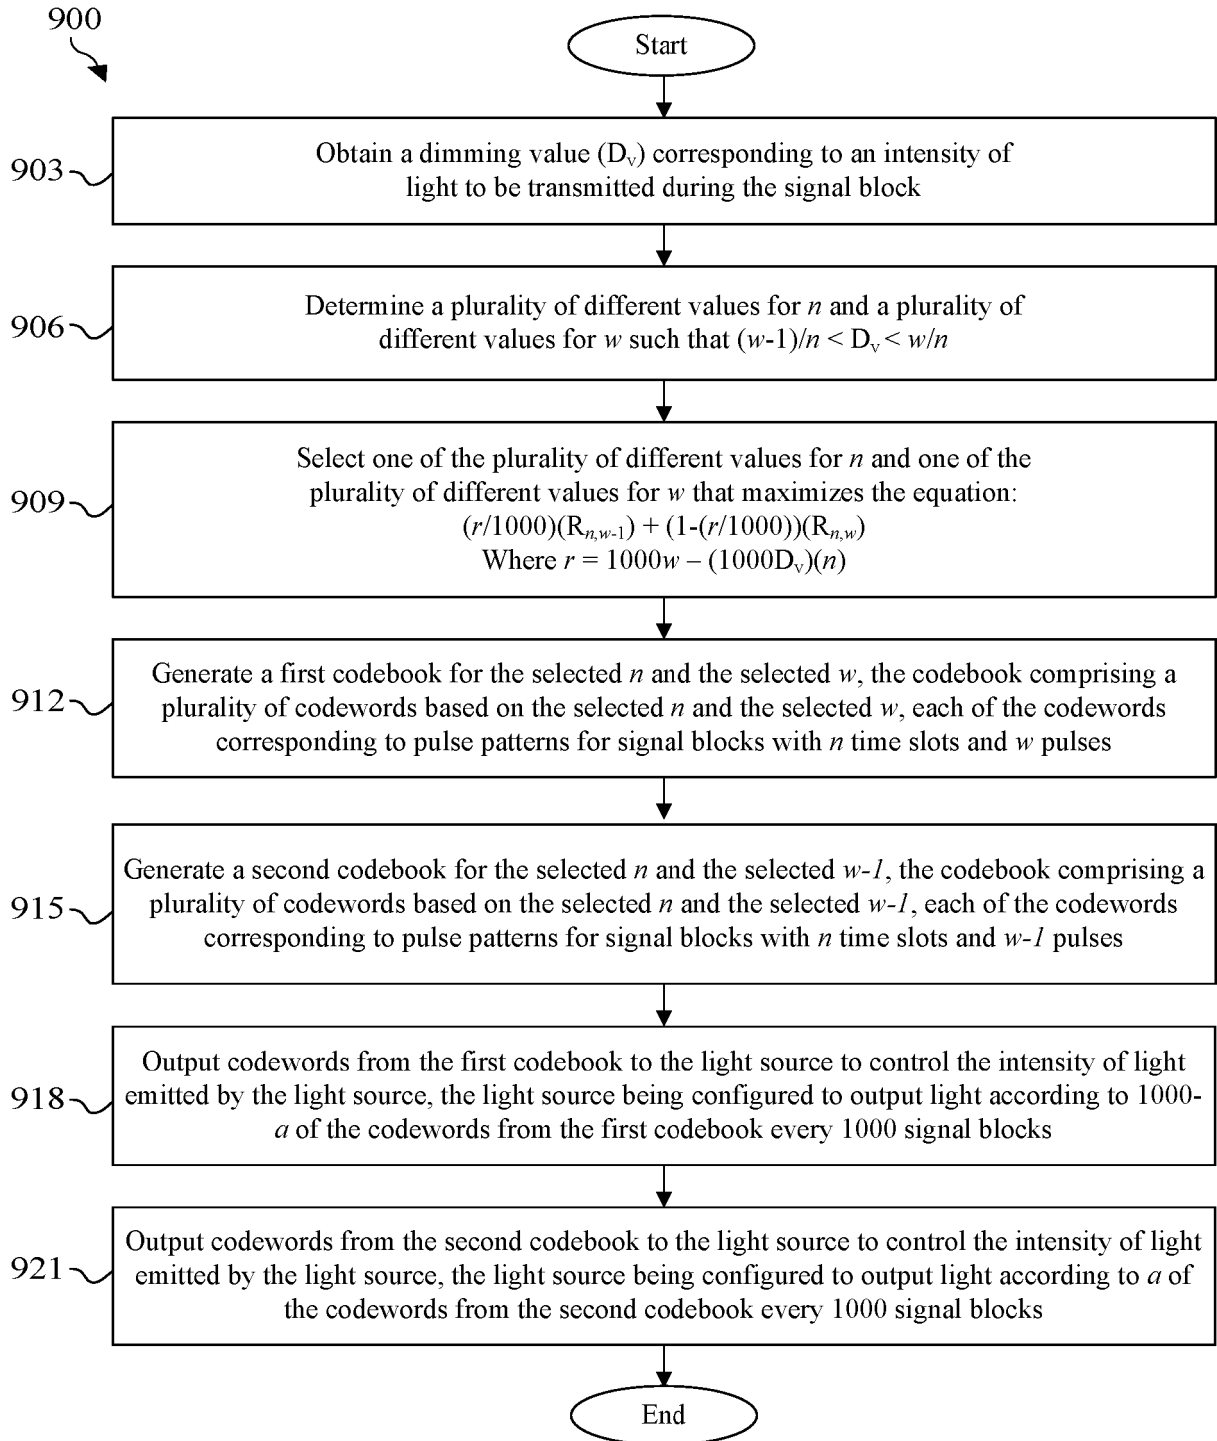 900
Start
903
Obtain a dimming value (Dv) corresponding to an intensity of
light to be transmitted during the signal block
906
Determine a plurality of different values for n and a plurality of
different values for w such that (w-1)/n < Dv < w/n
909
Select one of the plurality of different values for n and one of the
plurality of different values for w that maximizes the equation:
(r/1000)(Rn,w-1) + (1-(r/1000))(Rn,w)
Where r = 1000w – (1000Dv)(n)
912
Generate a first codebook for the selected n and the selected w, the codebook comprising a
plurality of codewords based on the selected n and the selected w, each of the codewords
corresponding to pulse patterns for signal blocks with n time slots and w pulses
915
Generate a second codebook for the selected n and the selected w-1, the codebook comprising a
plurality of codewords based on the selected n and the selected w-1, each of the codewords
corresponding to pulse patterns for signal blocks with n time slots and w-1 pulses
918
Output codewords from the first codebook to the light source to control the intensity of light
emitted by the light source, the light source being configured to output light according to 1000-
a of the codewords from the first codebook every 1000 signal blocks
921
Output codewords from the second codebook to the light source to control the intensity of light
emitted by the light source, the light source being configured to output light according to a of
the codewords from the second codebook every 1000 signal blocks
End